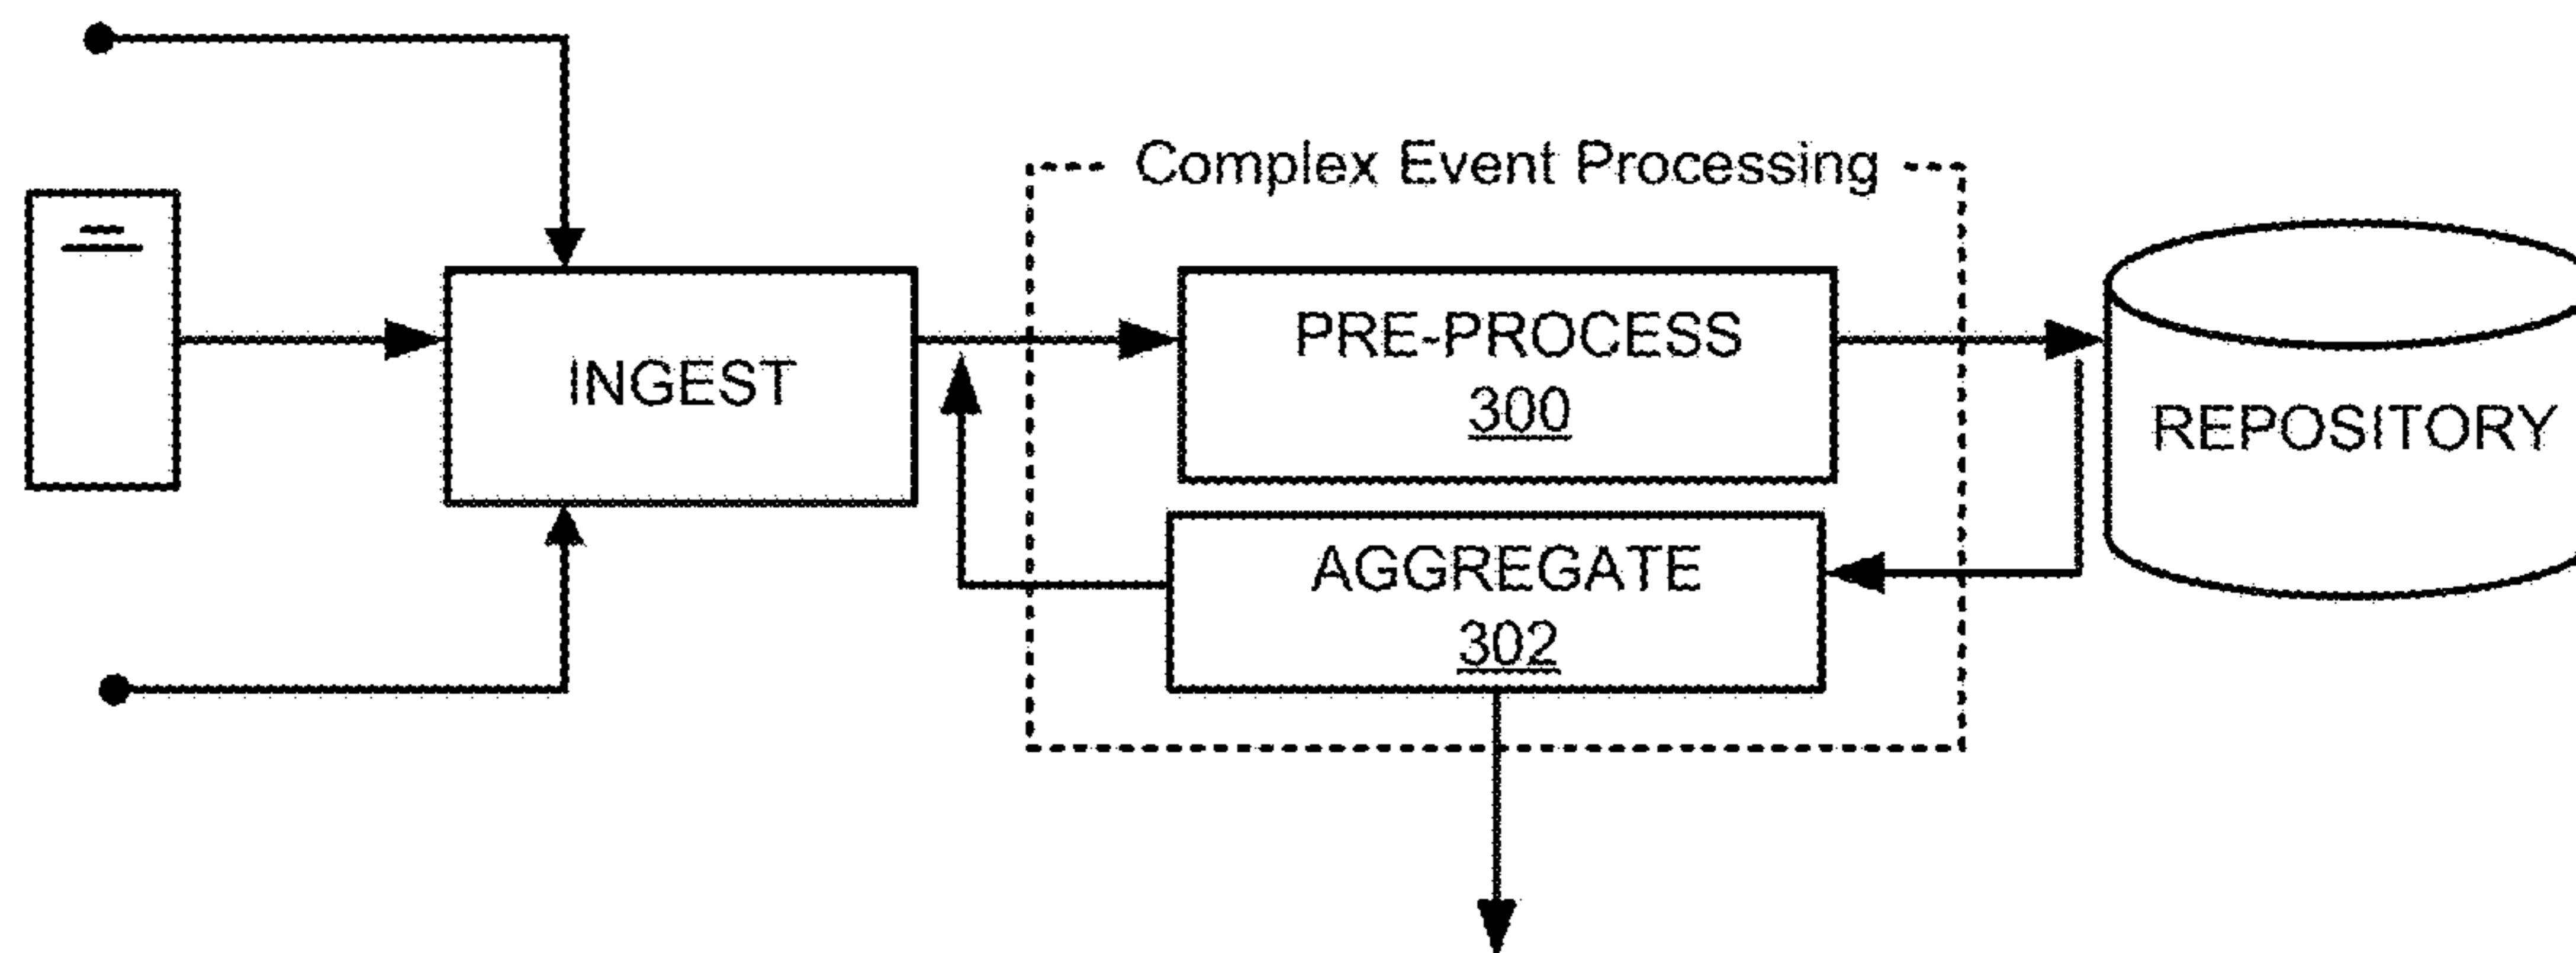 Complex Event Processing
INGEST
PRE-PROCESS
300
AGGREGATE
302
REPOSITORY